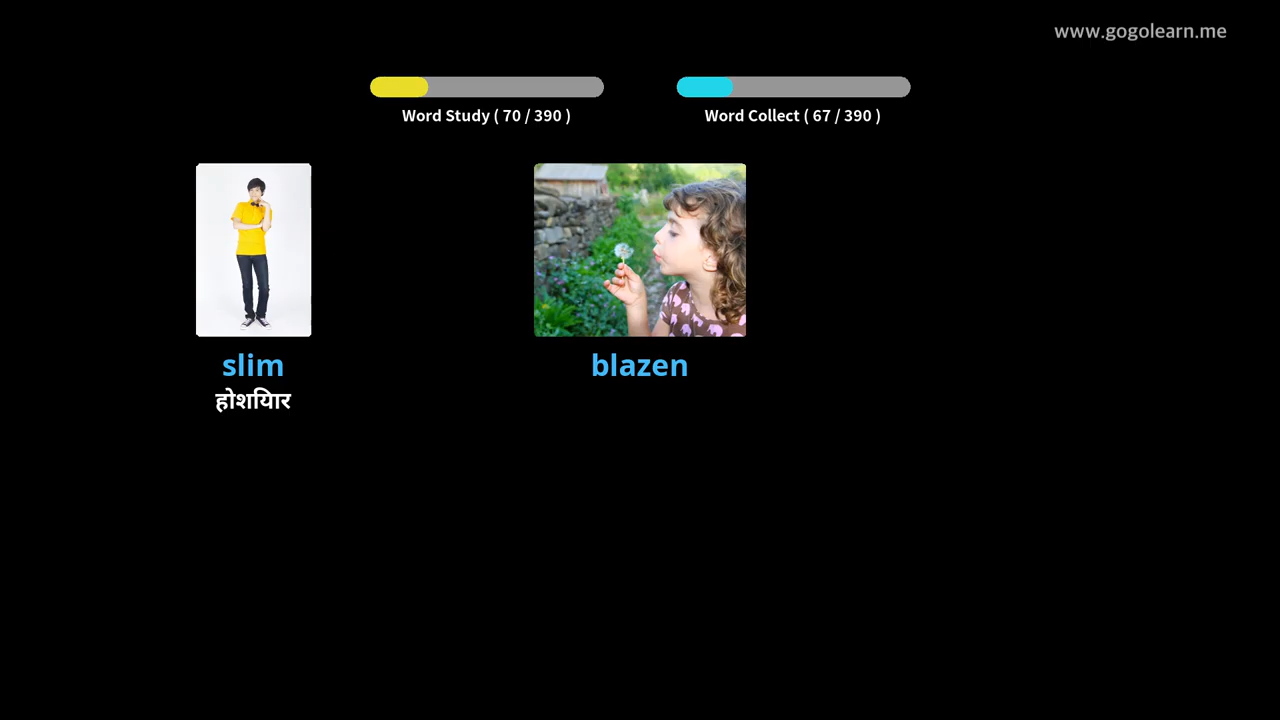 www.gogolearn.me
Word Study ( 70 / 390 )
Word Collect ( 67 / 390 )
slim
blazen
होशियार